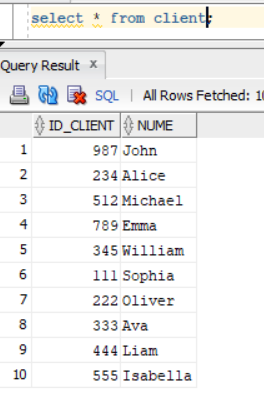 select * from client;
Query Result x
SQL | All Rows Fetched: 10
ID_CLIENT NUME
1 987 John
2 234 Alice
3 512 Michael
4 789 Emma
5 345 William
6 111 Sophia
7 222 Oliver
8 333 Ava
9 444 Liam
10 555 Isabella